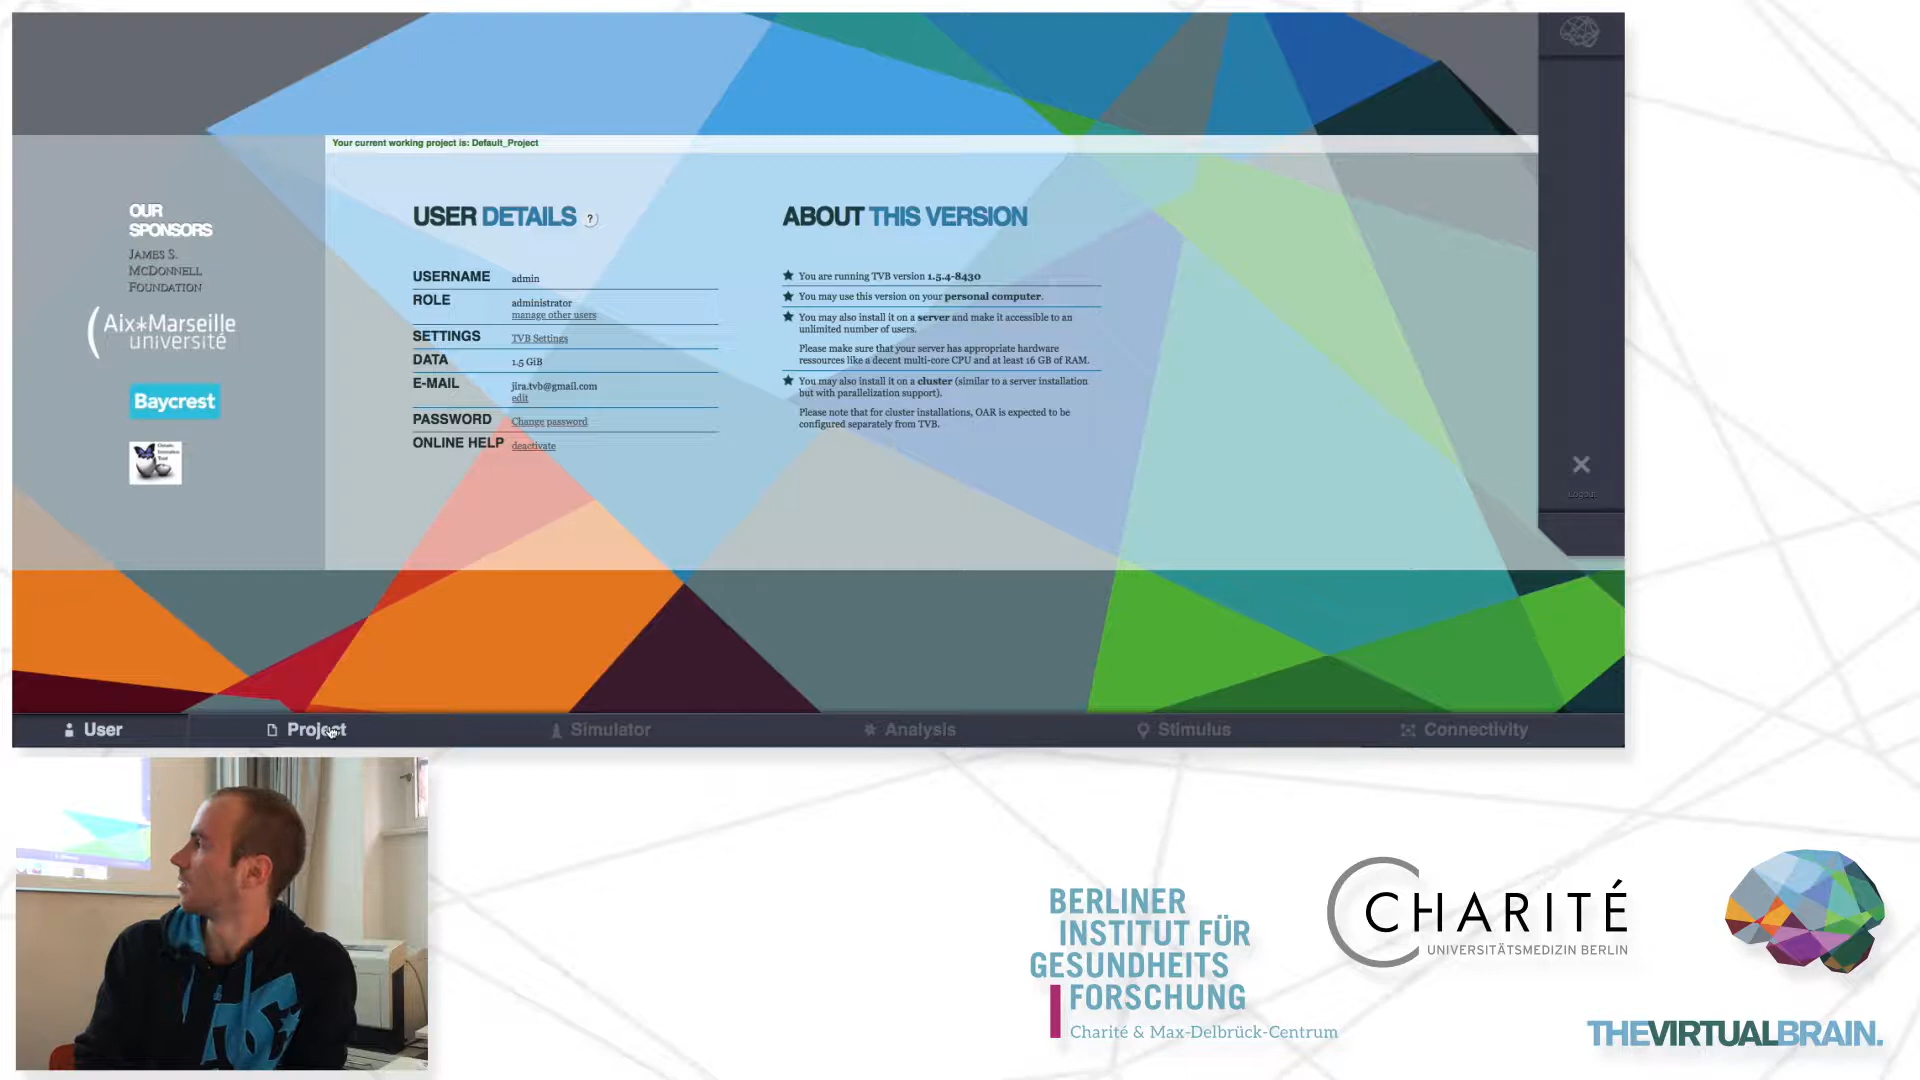 Your current working project is: Default_Project
OUR
SPONSORS
JAMES S.
MCDONNELL
FOUNDATION
Aix*Marseille
université
Baycrest
USER DETAILS ?
USERNAME admin
ROLE administrator
manage other users
SETTINGS TVB Settings
DATA 1.5 GiB
E-MAIL jira.tvb@gmail.com
edit
PASSWORD Change password
ONLINE HELP deactivate
ABOUT THIS VERSION
You are running TVB version 1.5.4-8430
You may use this version on your personal computer.
You may also install it on a server and make it accessible to an
unlimited number of users.
Please make sure that your server has appropriate hardware
ressources like a decent multi-core CPU and at least 16 GB of RAM.
You may also install it on a cluster (similar to a server installation
but with parallelization support).
Please note that for cluster installations, OAR is expected to be
configured separately from TVB.
Logout
User
Project
Simulator
Analysis
Stimulus
Connectivity
BERLINER
INSTITUT FÜR
GESUNDHEITS
FORSCHUNG
Charité & Max-Delbrück-Centrum
CHARITÉ
UNIVERSITÄTSMEDIZIN BERLIN
THEVIRTUALBRAIN.